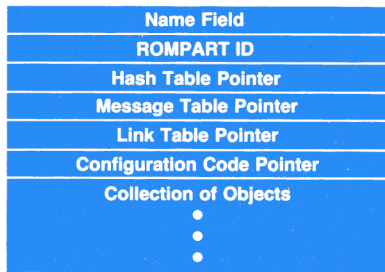 Name Field
ROMPART ID
Hash Table Pointer
Message Table Pointer
Link Table Pointer
Configuration Code Pointer
Collection of Objects